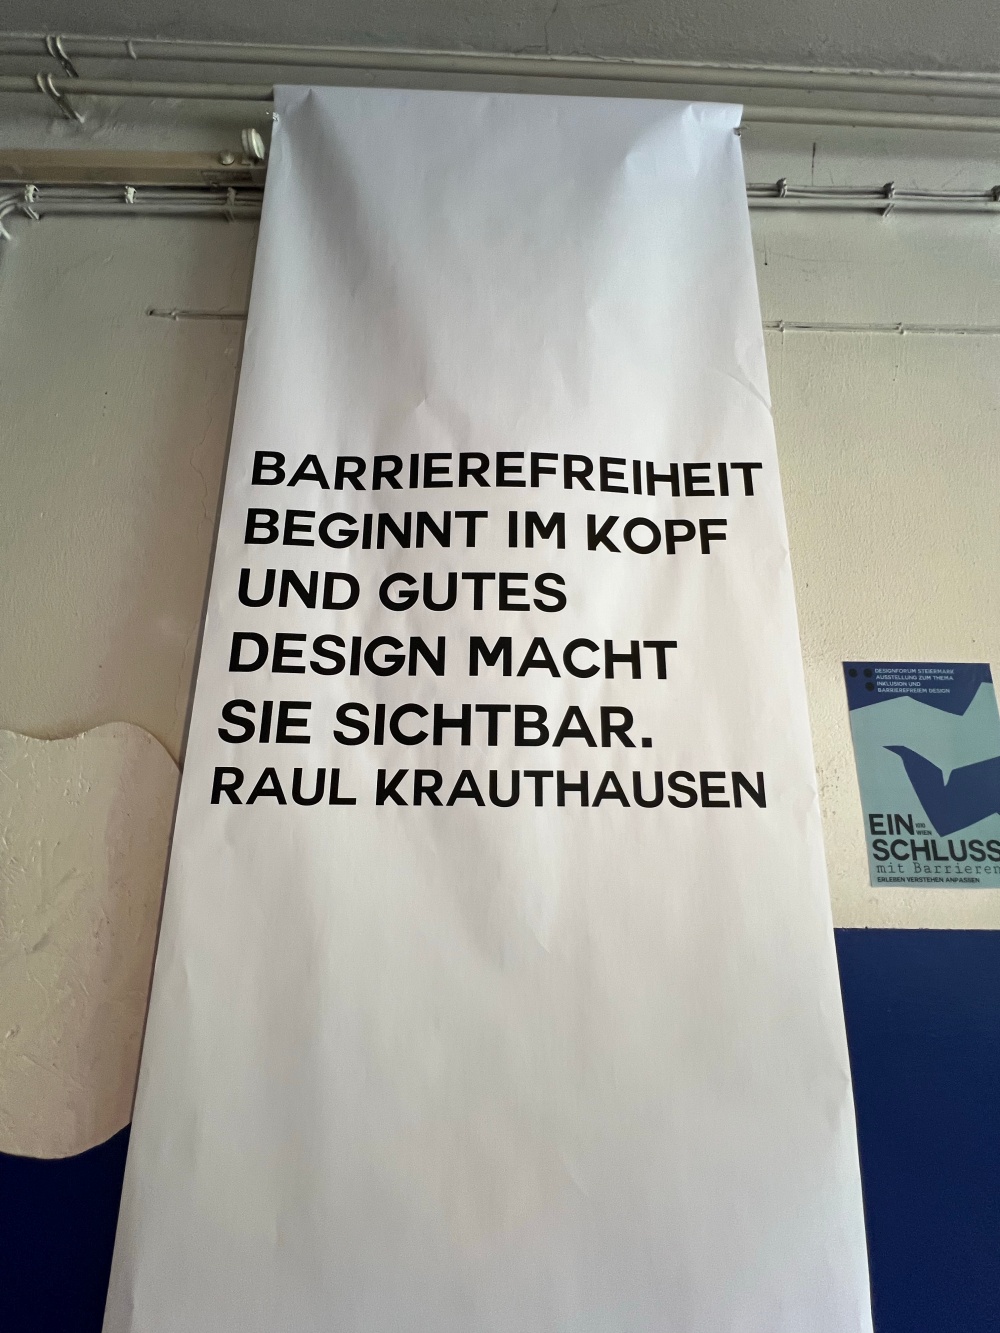 BARRIEREFREIHEIT
BEGINNT IM KOPF
UND GUTES
DESIGN MACHT
SIE SICHTBAR.
RAUL KRAUTHAUSEN
DESIGNFORUM STEIERMARK
AUSSTELLUNG ZUM THEMA
INKLUSION UND
BARRIEREFREIEM DESIGN
EIN
WIEN
SCHLUSS
mit Barrieren
ERLEBEN VERSTEHEN ANPASSEN